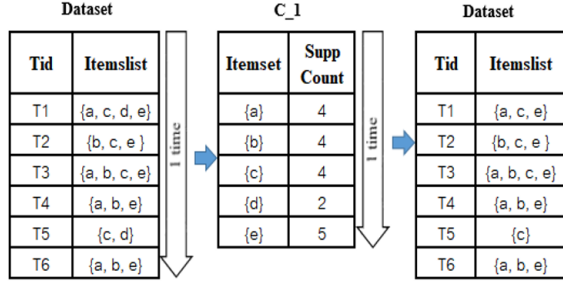 Dataset
Tid Itemslist
T1 {a, c, d, e}
T2 {b, c, e }
T3 {a, b, c, e}
T4 {a, b, e}
T5 {c, d}
T6 {a, b, e}
1 time
C_1
Itemset Supp
Count
{a} 4
{b} 4
{c} 4
{d} 2
{e} 5
1 time
Dataset
Tid Itemslist
T1 {a, c, e}
T2 {b, c, e}
T3 {a, b, c, e}
T4 {a, b, e}
T5 {c}
T6 {a, b, e}